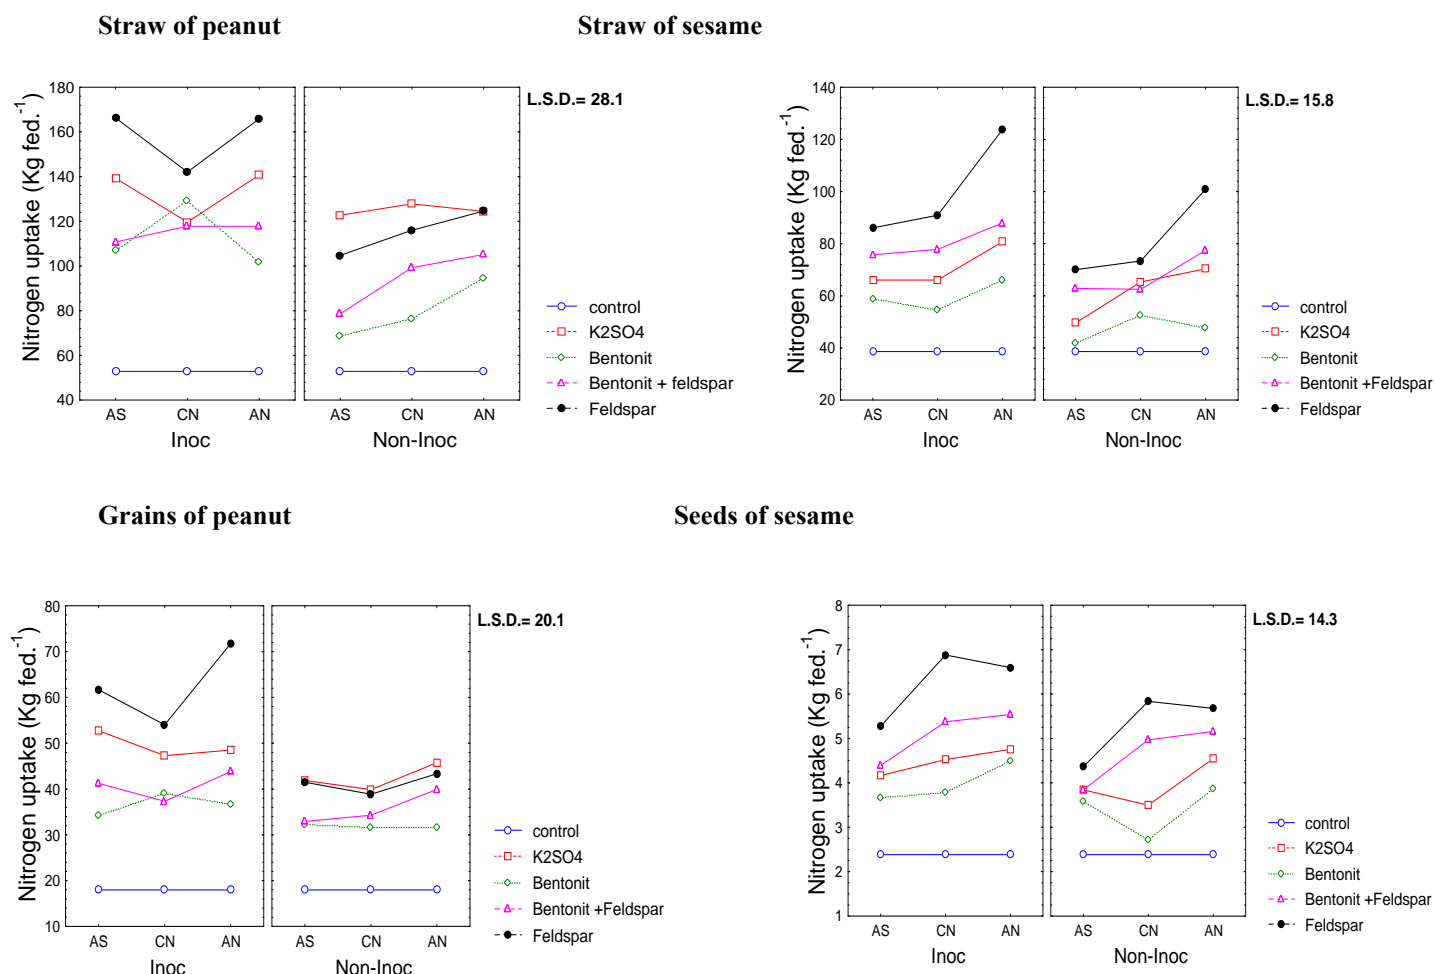 Straw of peanut
Straw of sesame
Nitrogen uptake (Kg fed.-1)
180
160
140
120
100
80
60
40
AS CN AN
Inoc
AS CN AN
Non-Inoc
L.S.D.= 28.1
control
K2SO4
Bentonit
Bentonit + feldspar
Feldspar
Nitrogen uptake (Kg fed.-1)
140
120
100
80
60
40
20
AS CN AN
Inoc
AS CN AN
Non-Inoc
L.S.D.= 15.8
control
K2SO4
Bentonit
Bentonit +Feldspar
Feldspar
Grains of peanut
Seeds of sesame
Nitrogen uptake (Kg fed.-1)
80
70
60
50
40
30
20
10
AS CN AN
Inoc
AS CN AN
Non-Inoc
L.S.D.= 20.1
control
K2SO4
Bentonit
Bentonit +Feldspar
Feldspar
Nitrogen uptake (Kg fed.-1)
8
7
6
5
4
3
2
1
AS CN AN
Inoc
AS CN AN
Non-Inoc
L.S.D.= 14.3
control
K2SO4
Bentonit
Bentonit +Feldspar
Feldspar